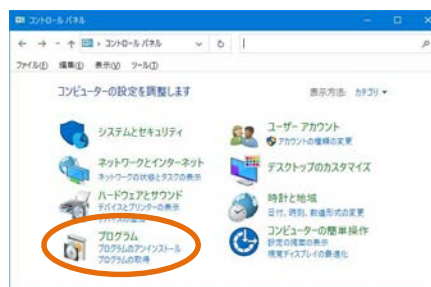 コントロール パネル
コントロール パネル
ファイル(F) 編集(E) 表示(V) ツール(T)
コンピューターの設定を調整します
表示方法: カテゴリ
システムとセキュリティ
ネットワークとインターネット
ネットワークの状態とタスクの表示
ハードウェアとサウンド
デバイスとプリンターの表示
デバイスの追加
プログラム
プログラムのアンインストール
プログラムの取得
ユーザー アカウント
アカウントの種類の変更
デスクトップのカスタマイズ
時計と地域
日付、時刻、数値形式の変更
コンピューターの簡単操作
設定の提案の表示
視覚ディスプレイの最適化